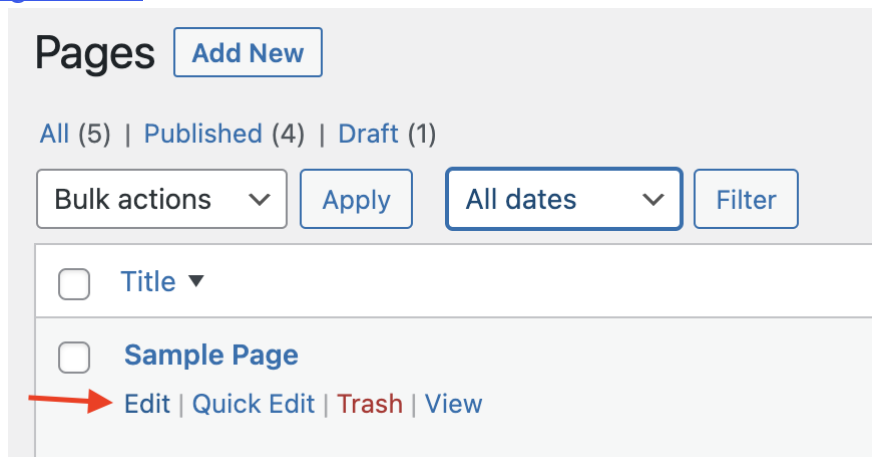 Pages Add New
All (5) | Published (4) | Draft (1)
Bulk actions Apply All dates Filter
Title
Sample Page
Edit | Quick Edit | Trash | View